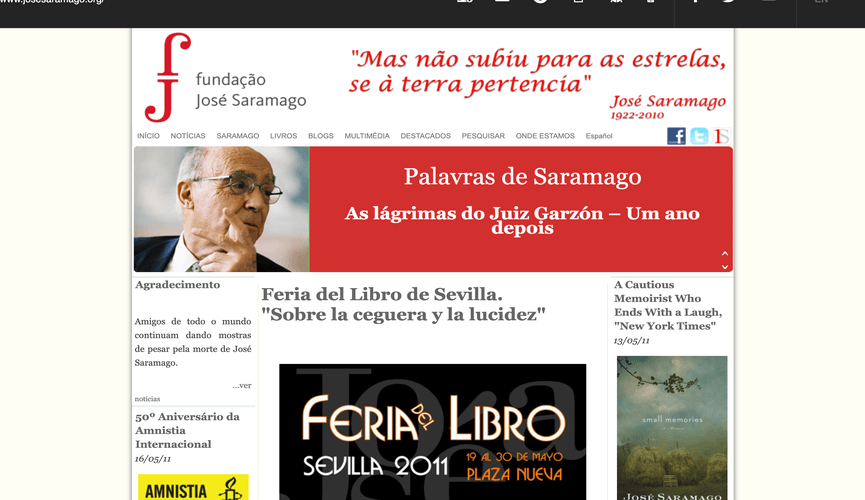 www.josesaramago.org/
EN
fundação
José Saramago
"Mas não subiu para as estrelas,
se à terra pertencia"
José Saramago
1922-2010
INÍCIO NOTÍCIAS SARAMAGO LIVROS BLOGS MULTIMÉDIA DESTACADOS PESQUISAR ONDE ESTAMOS Español
Palavras de Saramago
As lágrimas do Juiz Garzón – Um ano
depois
Agradecimento
Amigos de todo o mundo
continuam dando mostras
de pesar pela morte de José
Saramago.
...ver
noticias
50º Aniversário da
Amnistia
Internacional
16/05/11
AMNISTIA
Feria del Libro de Sevilla.
"Sobre la ceguera y la lucidez"
FERIA DEL LIBRO
SEVILLA 2011
19 AL 30 DE MAYO
PLAZA NUEVA
A Cautious
Memoirist Who
Ends With a Laugh,
"New York Times"
13/05/11
small memories
JOSÉ SARAMAGO